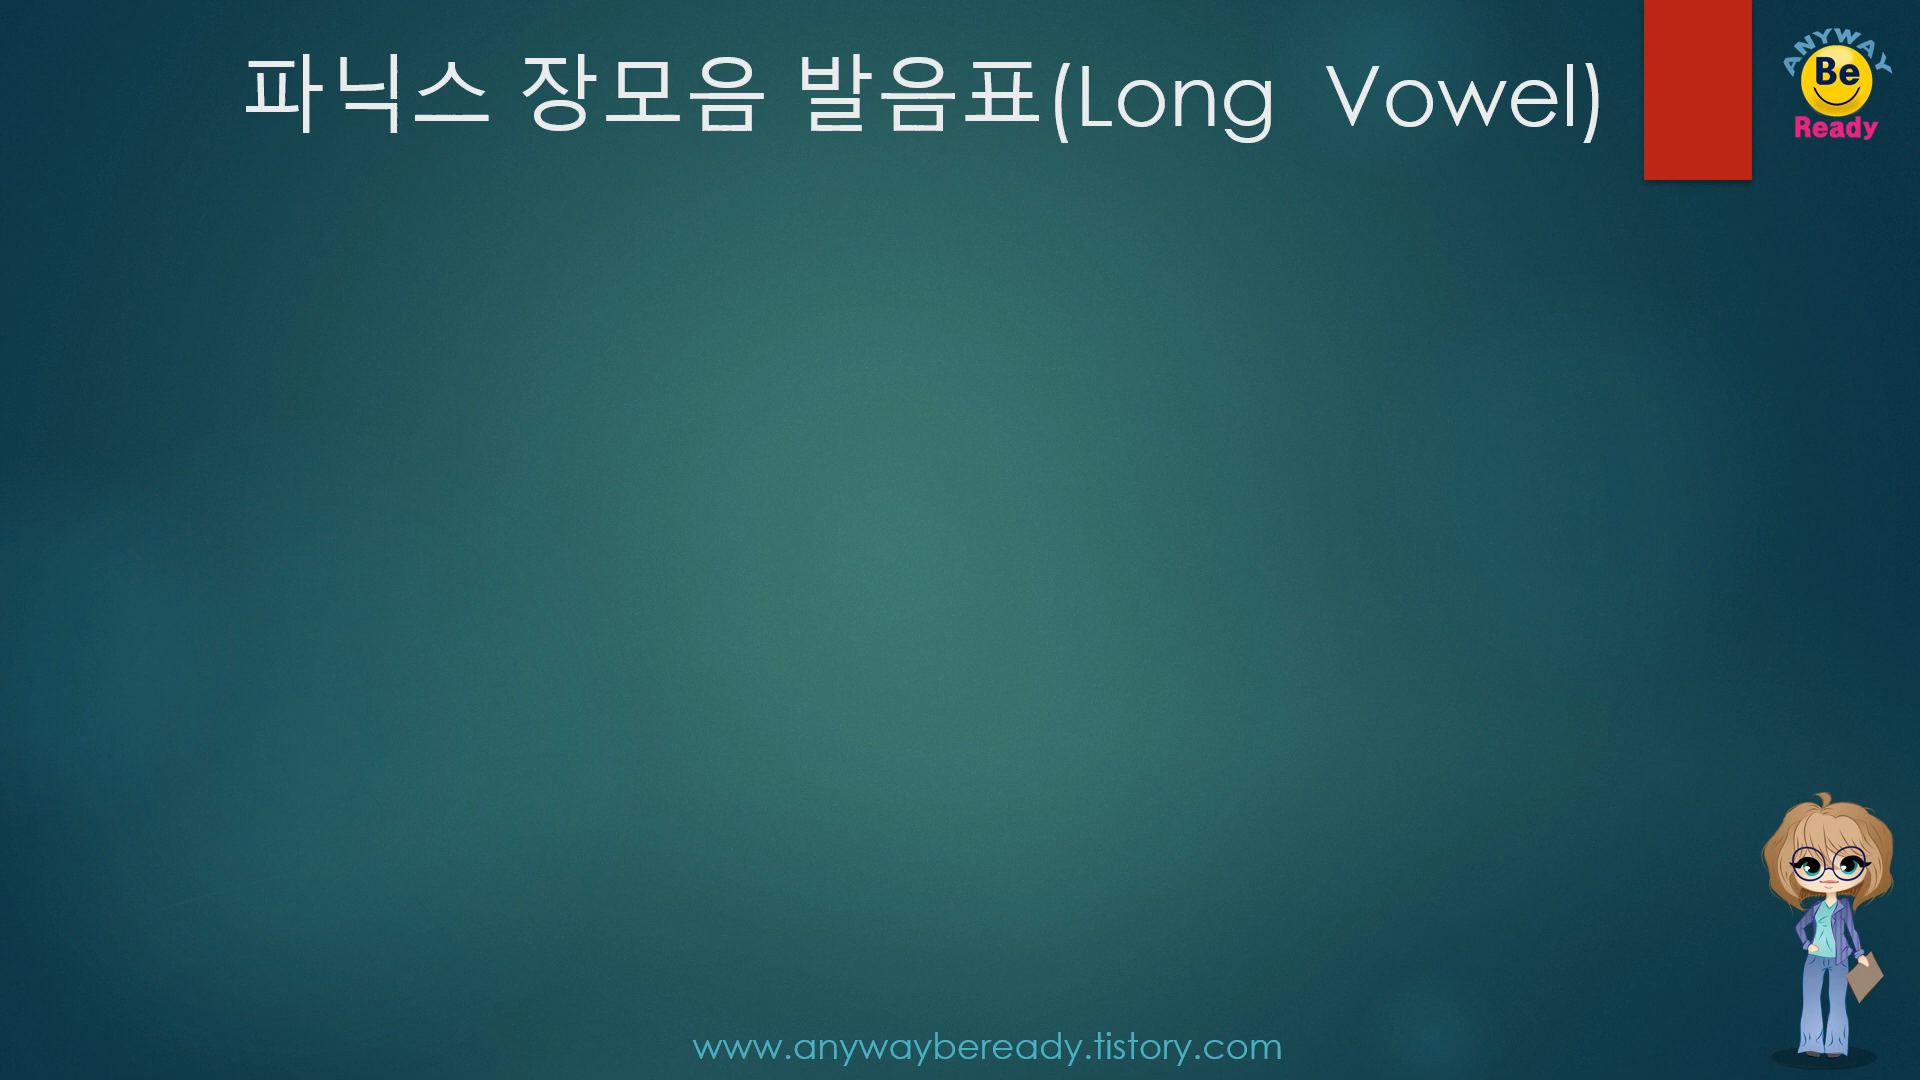 파닉스 장모음 발음표(Long Vowel)
ANYWAY
Be
Ready
www.anywaybeready.tistory.com